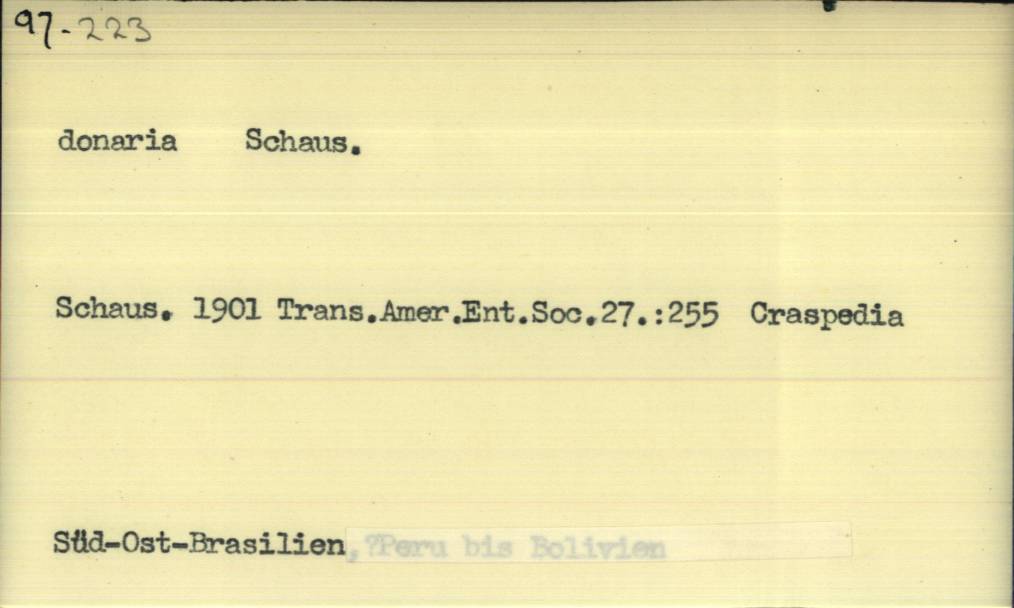 97-223
donaria Schaus.
Schaus. 1901 Trans.Amer.Ent.Soc.27.:255 Craspedia
Süd-Ost-Brasilien,?Peru bis Bolivien